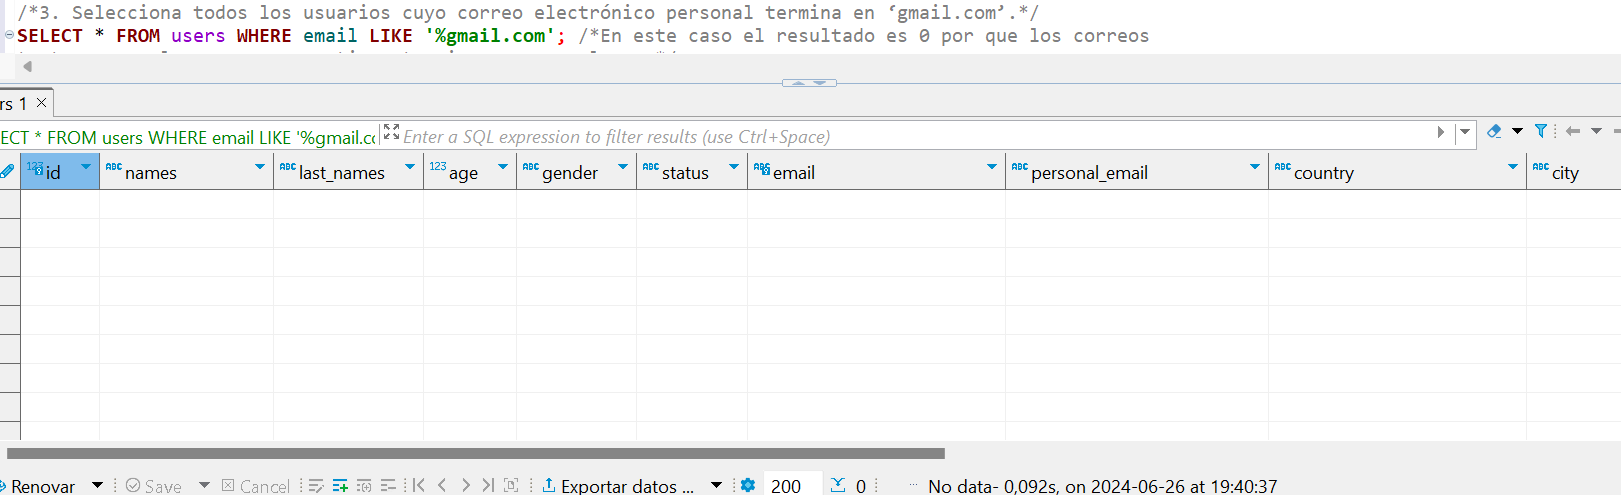 /*3. Selecciona todos los usuarios cuyo correo electrónico personal termina en ‘gmail.com’.*/
SELECT * FROM users WHERE email LIKE '%gmail.com'; /*En este caso el resultado es 0 por que los correos
rs 1
ECT * FROM users WHERE email LIKE '%gmail.cc Enter a SQL expression to filter results (use Ctrl+Space)
123 id ABC names ABC last_names 123 age ABC gender ABC status ABC email ABC personal_email ABC country ABC city
Renovar Save Cancel Exportar datos ... 200 0 No data- 0,092s, on 2024-06-26 at 19:40:37